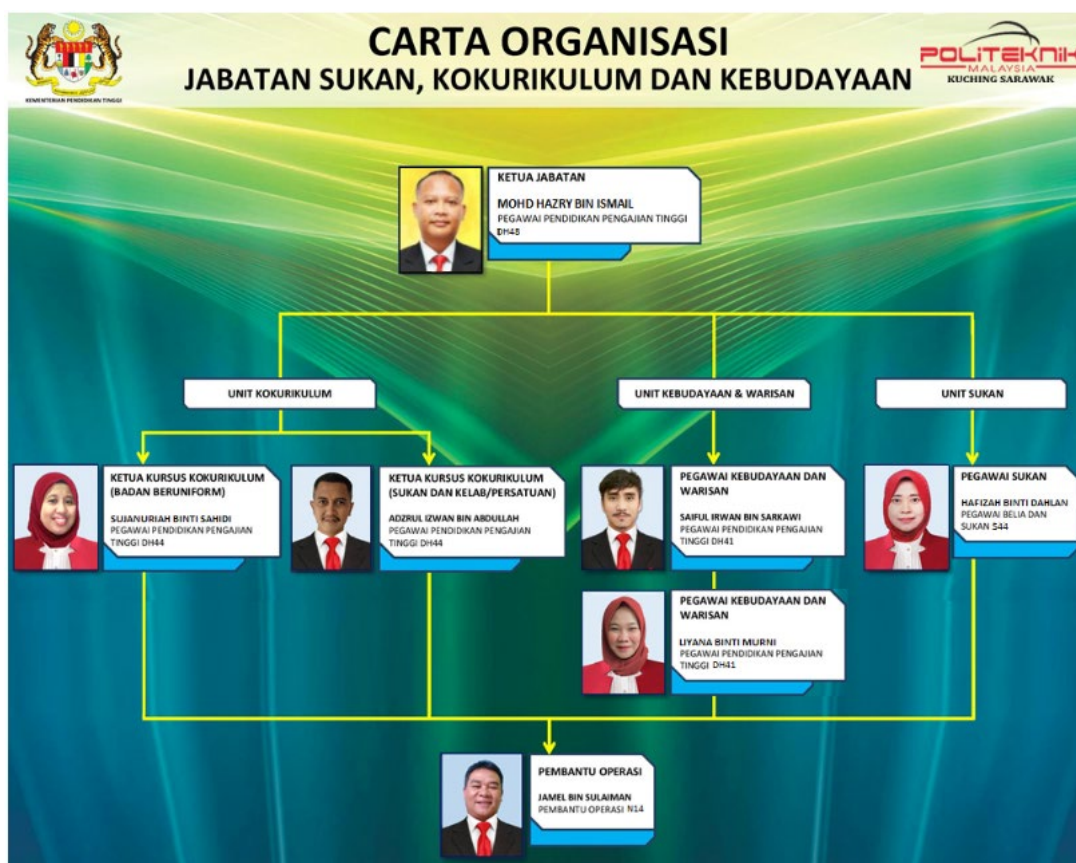 CARTA ORGANISASI
JABATAN SUKAN, KOKURIKULUM DAN KEBUDAYAAN
KEMENTERIAN PENDIDIKAN TINGGI
POLITEKNIK
MALAYSIA
KUCHING SARAWAK
KETUA JABATAN
MOHD HAZRY BIN ISMAIL
PEGAWAI PENDIDIKAN PENGAJIAN TINGGI
DH48
UNIT KOKURIKULUM
UNIT KEBUDAYAAN & WARISAN
UNIT SUKAN
KETUA KURSUS KOKURIKULUM
(BADAN BERUNIFORM)
SUJANURIAH BINTI SAHIDI
PEGAWAI PENDIDIKAN PENGAJIAN
TINGGI DH44
KETUA KURSUS KOKURIKULUM
(SUKAN DAN KELAB/PERSATUAN)
ADZRUL IZWAN BIN ABDULLAH
PEGAWAI PENDIDIKAN PENGAJIAN
TINGGI DH44
PEGAWAI KEBUDAYAAN DAN
WARISAN
SAIFUL IRWAN BIN SARKAWI
PEGAWAI PENDIDIKAN PENGAJIAN
TINGGI DH41
PEGAWAI SUKAN
HAFIZAH BINTI DAHLAN
PEGAWAI BELIA DAN
SUKAN S44
PEGAWAI KEBUDAYAAN DAN
WARISAN
LIYANA BINTI MURNI
PEGAWAI PENDIDIKAN PENGAJIAN
TINGGI DH41
PEMBANTU OPERASI
JAMEL BIN SULAIMAN
PEMBANTU OPERASI N14